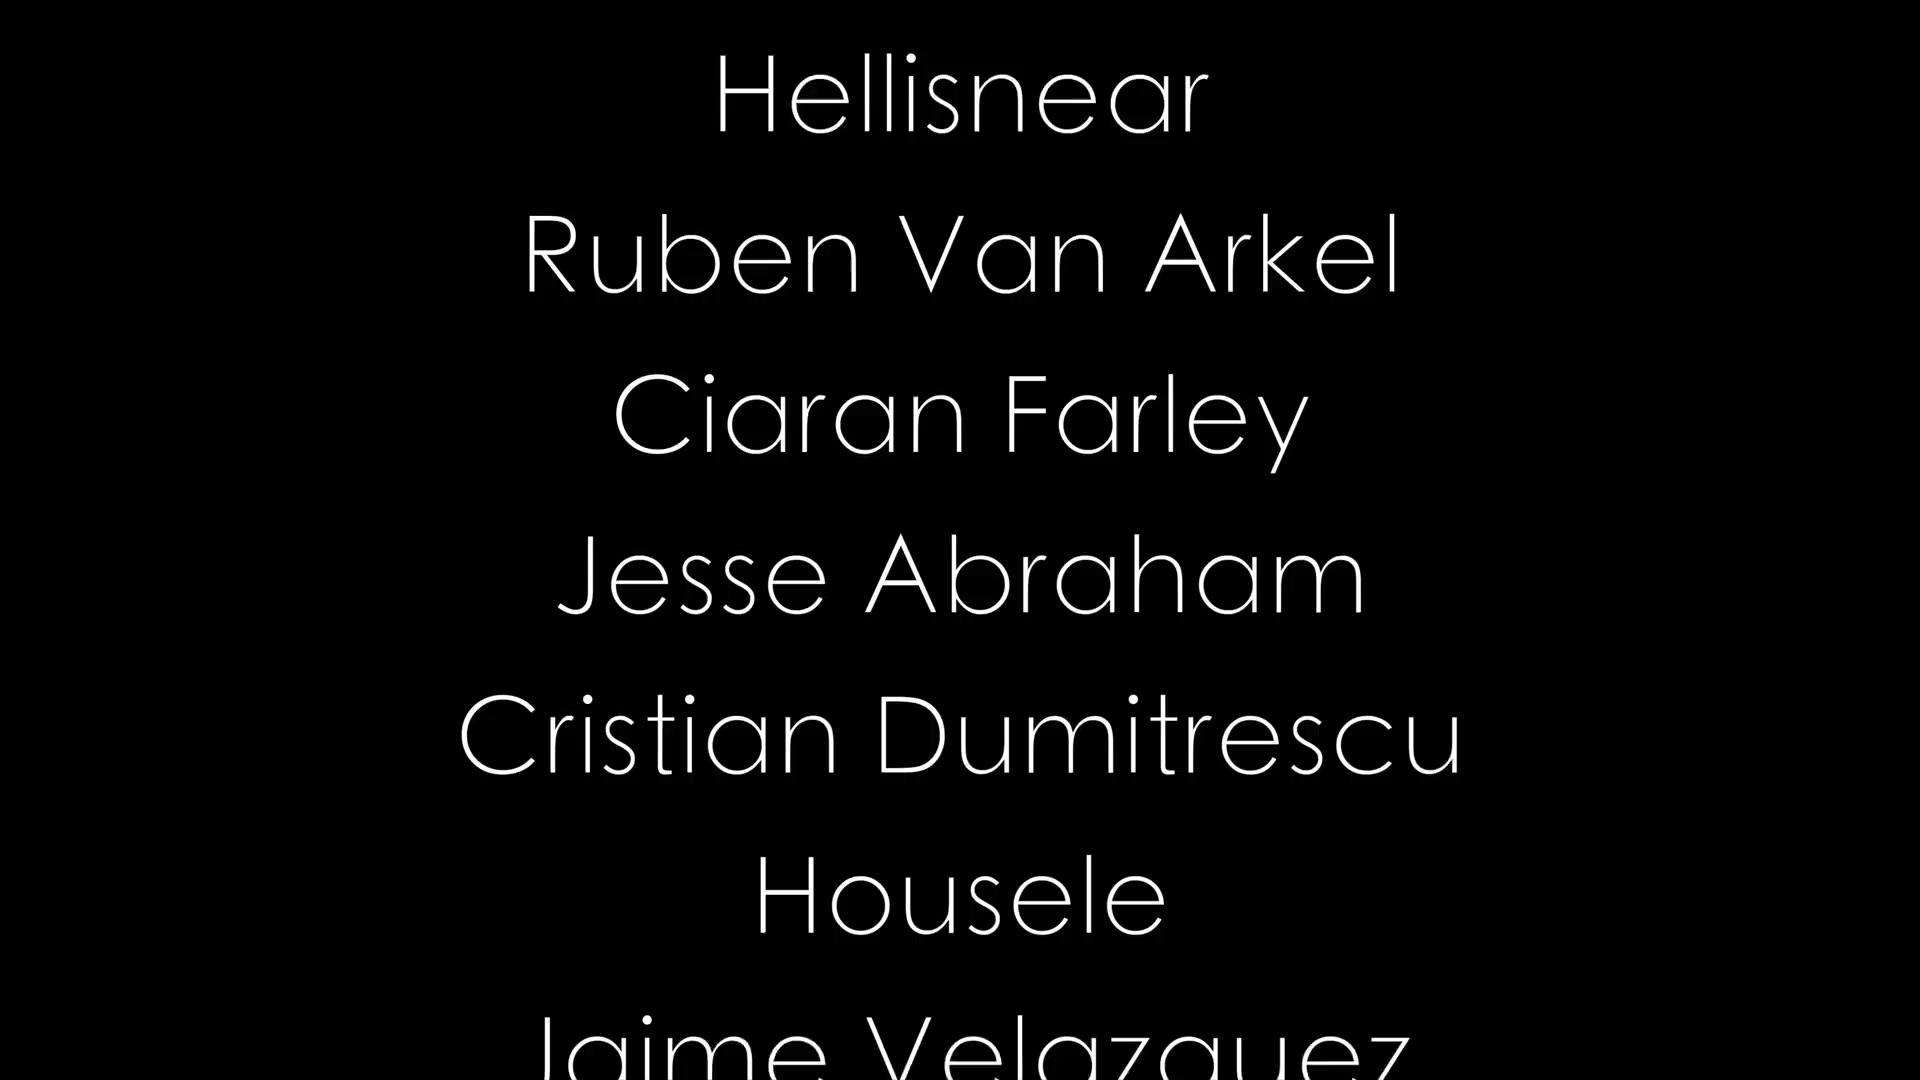 Hellisnear
Ruben Van Arkel
Ciaran Farley
Jesse Abraham
Cristian Dumitrescu
Housele
Jaime Velazquez